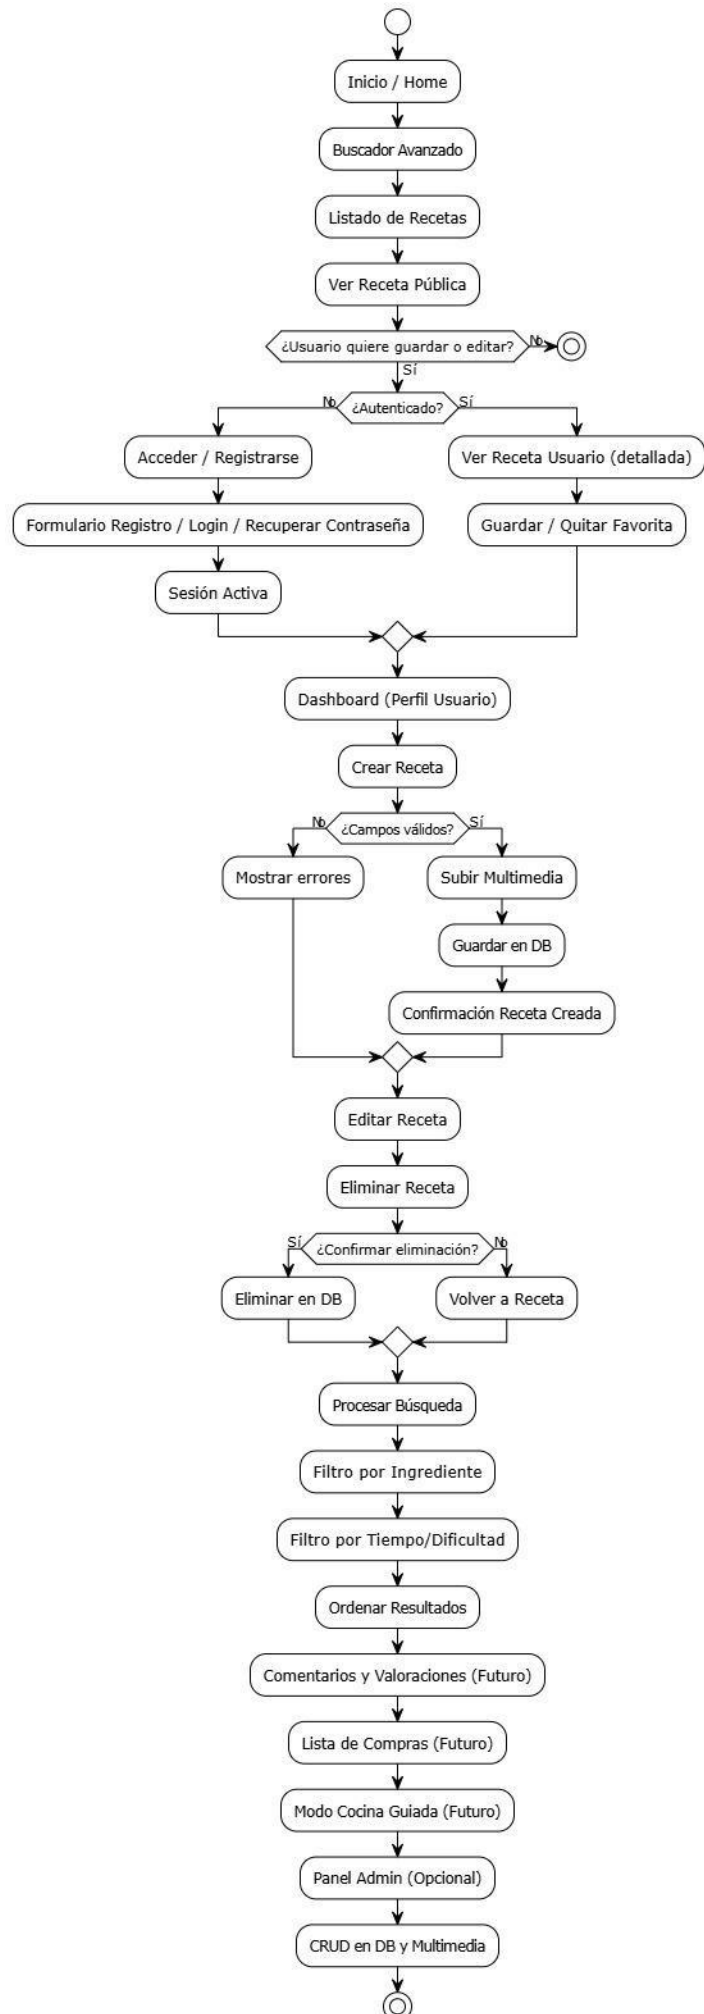 Inicio / Home
Buscador Avanzado
Listado de Recetas
Ver Receta Pública
¿Usuario quiere guardar o editar?
No
Sí
No
¿Autenticado?
Sí
Acceder / Registrarse
Ver Receta Usuario (detallada)
Formulario Registro / Login / Recuperar Contraseña
Guardar / Quitar Favorita
Sesión Activa
Dashboard (Perfil Usuario)
Crear Receta
No
¿Campos válidos?
Sí
Mostrar errores
Subir Multimedia
Guardar en DB
Confirmación Receta Creada
Editar Receta
Eliminar Receta
Sí
¿Confirmar eliminación?
No
Eliminar en DB
Volver a Receta
Procesar Búsqueda
Filtro por Ingrediente
Filtro por Tiempo/Dificultad
Ordenar Resultados
Comentarios y Valoraciones (Futuro)
Lista de Compras (Futuro)
Modo Cocina Guiada (Futuro)
Panel Admin (Opcional)
CRUD en DB y Multimedia